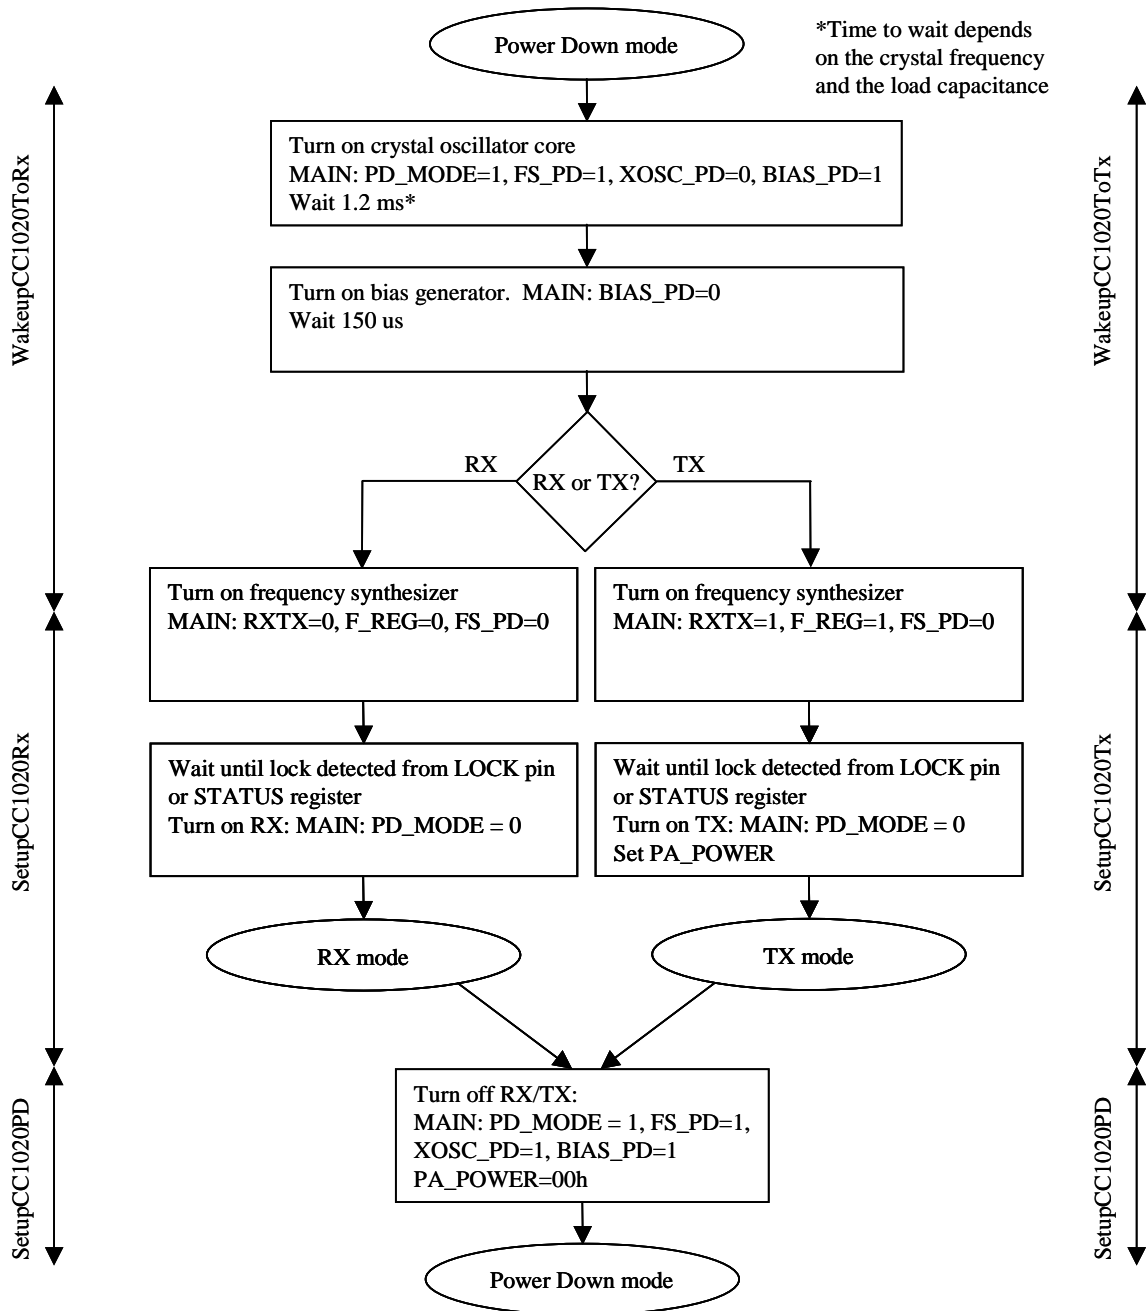 Power Down mode
*Time to wait depends
on the crystal frequency
and the load capacitance
WakeupCC1020ToRx
WakeupCC1020ToTx
Turn on crystal oscillator core
MAIN: PD_MODE=1, FS_PD=1, XOSC_PD=0, BIAS_PD=1
Wait 1.2 ms*
Turn on bias generator.  MAIN: BIAS_PD=0
Wait 150 us
RX
RX or TX?
TX
Turn on frequency synthesizer
MAIN: RXTX=0, F_REG=0, FS_PD=0
Turn on frequency synthesizer
MAIN: RXTX=1, F_REG=1, FS_PD=0
SetupCC1020Rx
SetupCC1020Tx
Wait until lock detected from LOCK pin
or STATUS register
Turn on RX: MAIN: PD_MODE = 0
Wait until lock detected from LOCK pin
or STATUS register
Turn on TX: MAIN: PD_MODE = 0
Set PA_POWER
RX mode
TX mode
SetupCC1020PD
SetupCC1020PD
Turn off RX/TX:
MAIN: PD_MODE = 1, FS_PD=1,
XOSC_PD=1, BIAS_PD=1
PA_POWER=00h
Power Down mode